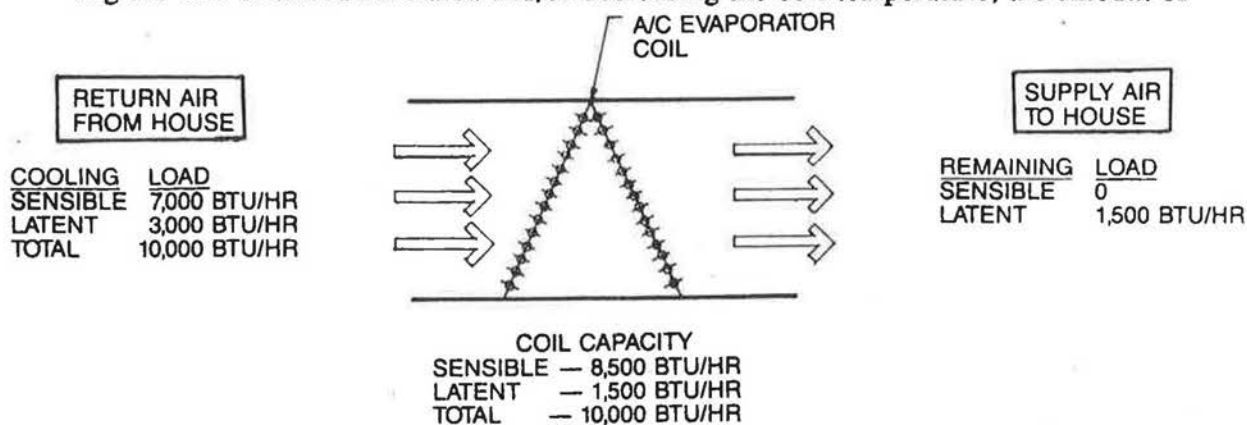 A/C EVAPORATOR
COIL
RETURN AIR
FROM HOUSE
COOLING LOAD
SENSIBLE 7,000 BTU/HR
LATENT 3,000 BTU/HR
TOTAL 10,000 BTU/HR
SUPPLY AIR
TO HOUSE
REMAINING LOAD
SENSIBLE 0
LATENT 1,500 BTU/HR
COIL CAPACITY
SENSIBLE — 8,500 BTU/HR
LATENT — 1,500 BTU/HR
TOTAL — 10,000 BTU/HR